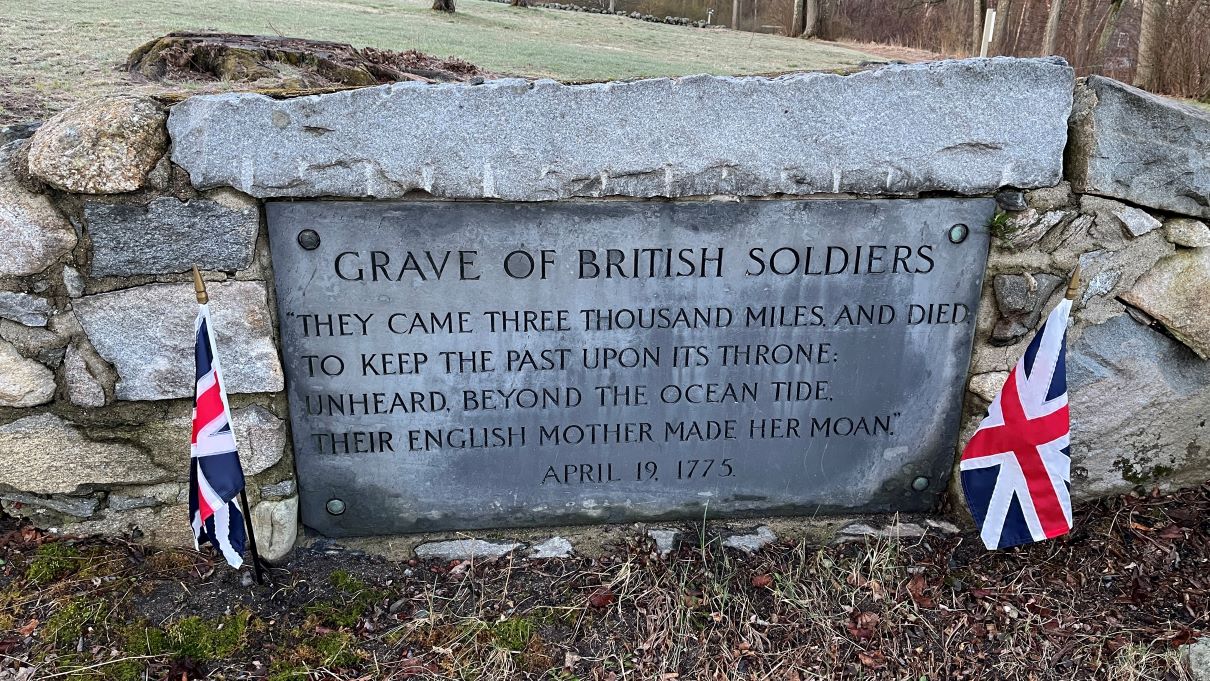 GRAVE OF BRITISH SOLDIERS
"THEY CAME THREE THOUSAND MILES, AND DIED,
TO KEEP THE PAST UPON ITS THRONE:
UNHEARD, BEYOND THE OCEAN TIDE,
THEIR ENGLISH MOTHER MADE HER MOAN."
APRIL 19, 1775.